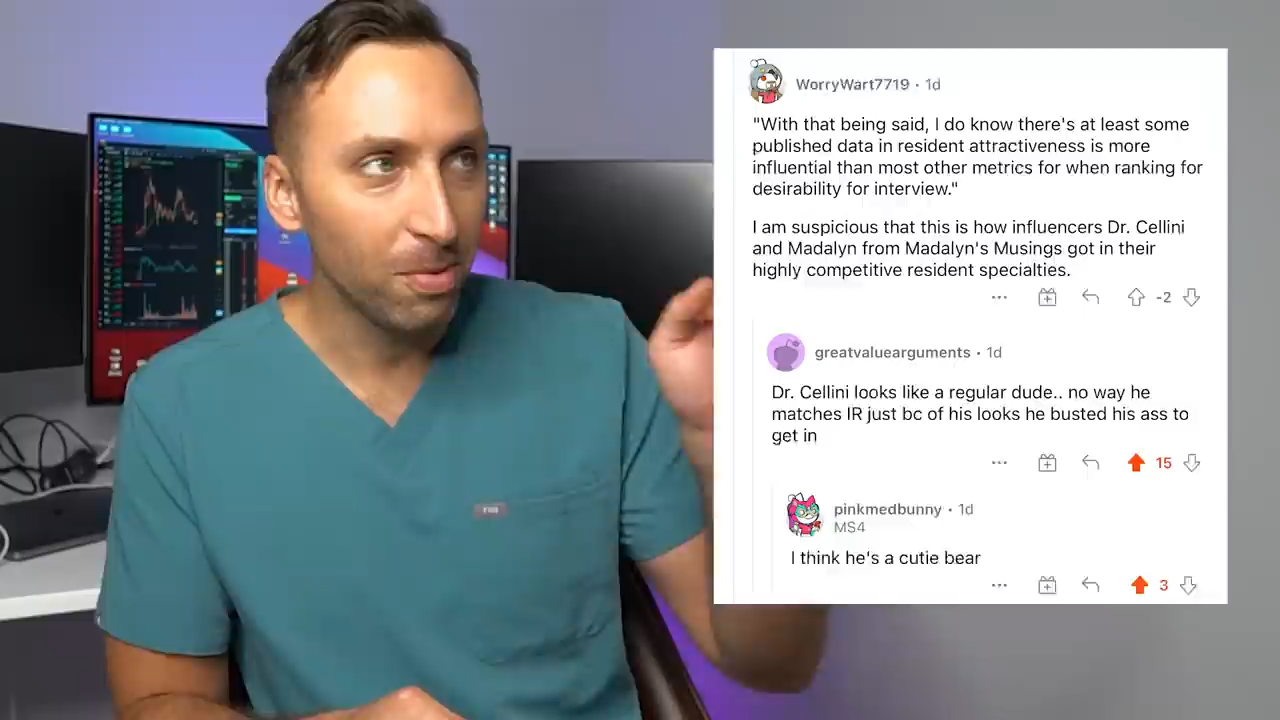 WorryWart7719 · 1d
"With that being said, I do know there's at least some
published data in resident attractiveness is more
influential than most other metrics for when ranking for
desirability for interview."
I am suspicious that this is how influencers Dr. Cellini
and Madalyn from Madalyn's Musings got in their
highly competitive resident specialties.
... -2
greatvaluearguments · 1d
Dr. Cellini looks like a regular dude.. no way he
matches IR just bc of his looks he busted his ass to
get in
... 15
pinkmedbunny · 1d
MS4
I think he's a cutie bear
... 3
FIGS